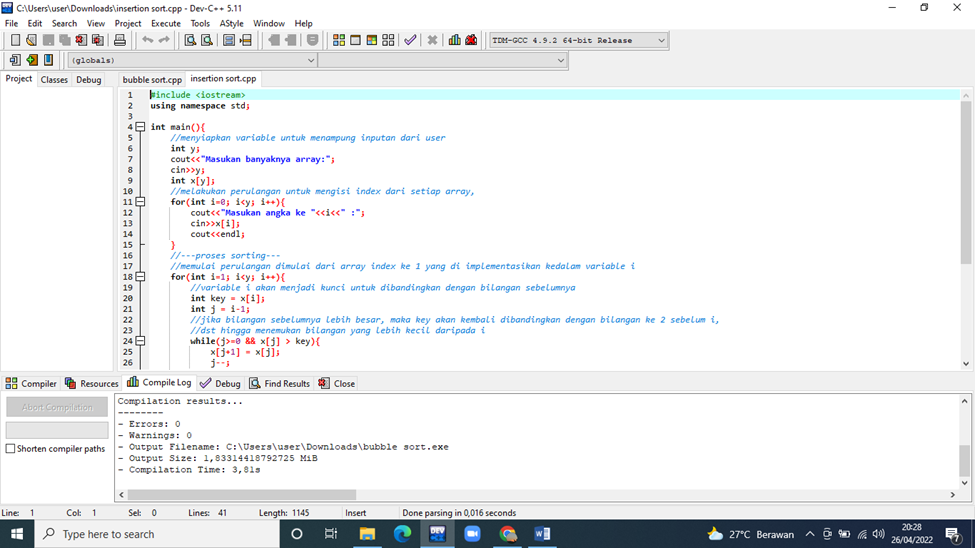 C:\Users\user\Downloads\insertion sort.cpp - Dev-C++ 5.11
File Edit Search View Project Execute Tools AStyle Window Help
TDM-GCC 4.9.2 64-bit Release
(globals)
Project Classes Debug bubble sort.cpp insertion sort.cpp
1 #include <iostream>
2 using namespace std;
3
4 int main(){
5 //menyiapkan variable untuk menampung inputan dari user
6 int y;
7 cout<<"Masukan banyaknya array:";
8 cin>>y;
9 int x[y];
10 //melakukan perulangan untuk mengisi index dari setiap array,
11 for(int i=0; i<y; i++){
12 cout<<"Masukan angka ke "<<i<<" :";
13 cin>>x[i];
14 cout<<endl;
15 }
16 //---proses sorting---
17 //memulai perulangan dimulai dari array index ke 1 yang di implementasikan kedalam variable i
18 for(int i=1; i<y; i++){
19 //variable i akan menjadi kunci untuk dibandingkan dengan bilangan sebelumnya
20 int key = x[i];
21 int j = i-1;
22 //jika bilangan sebelumnya lebih besar, maka key akan kembali dibandingkan dengan bilangan ke 2 sebelum i,
23 //dst hingga menemukan bilangan yang lebih kecil daripada i
24 while(j>=0 && x[j] > key){
25 x[j+1] = x[j];
26 j--;
Compiler Resources Compile Log Debug Find Results Close
Abort Compilation
Shorten compiler paths
Compilation results...
--------
- Errors: 0
- Warnings: 0
- Output Filename: C:\Users\user\Downloads\bubble sort.exe
- Output Size: 1,83314418792725 MiB
- Compilation Time: 3,81s
Line: 1 Col: 1 Sel: 0 Lines: 41 Length: 1145 Insert Done parsing in 0,016 seconds
Type here to search
DEV
27°C Berawan
20:28
26/04/2022
7